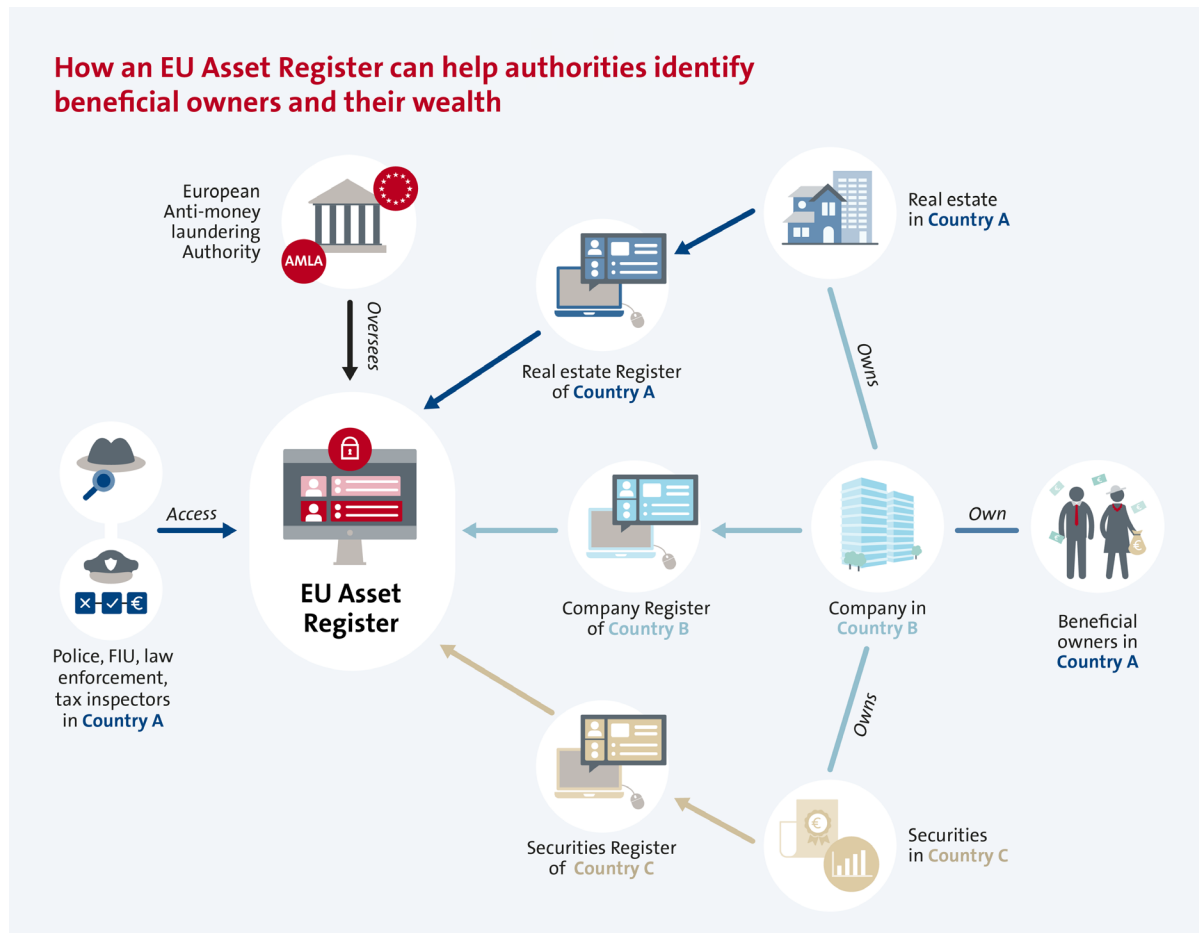 How an EU Asset Register can help authorities identify
beneficial owners and their wealth
European
Anti-money
laundering
Authority
AMLA
Oversees
Real estate
in Country A
Real estate Register
of Country A
Owns
Access
EU Asset
Register
Company Register
of Country B
Company in
Country B
Own
Beneficial
owners in
Country A
Police, FIU, law
enforcement,
tax inspectors
in Country A
Owns
Securities Register
of Country C
Securities
in Country C
€
€
€